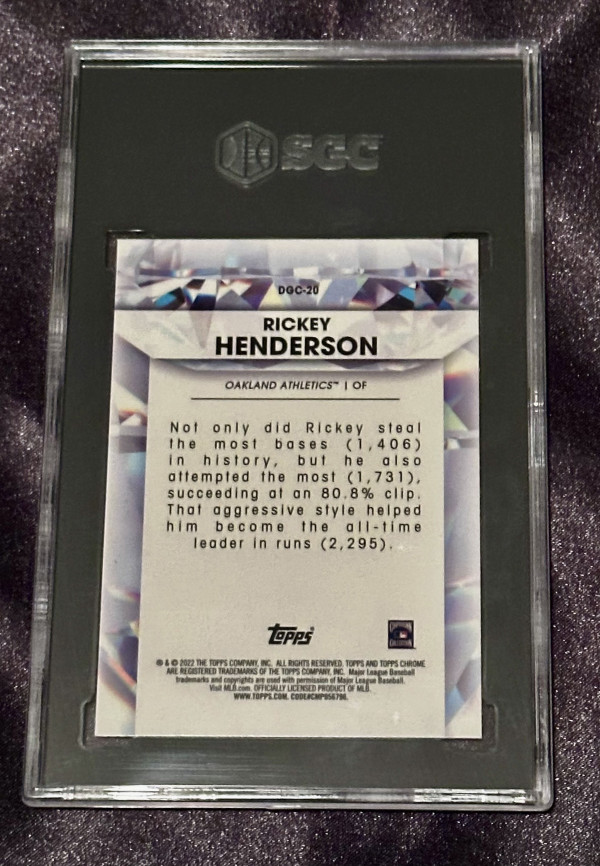 SGC
DGC-20
RICKEY
HENDERSON
OAKLAND ATHLETICS™ | OF
Not only did Rickey steal
the most bases (1,406)
in history, but he also
attempted the most (1,731),
succeeding at an 80.8% clip.
That aggressive style helped
him become the all-time
leader in runs (2,295).
Topps®
® & © 2022 THE TOPPS COMPANY, INC. ALL RIGHTS RESERVED. TOPPS AND TOPPS CHROME
ARE REGISTERED TRADEMARKS OF THE TOPPS COMPANY, INC. Major League Baseball
trademarks and copyrights are used with permission of Major League Baseball.
Visit MLB.com. OFFICIALLY LICENSED PRODUCT OF MLB.
WWW.TOPPS.COM. CODE#CMP056796.